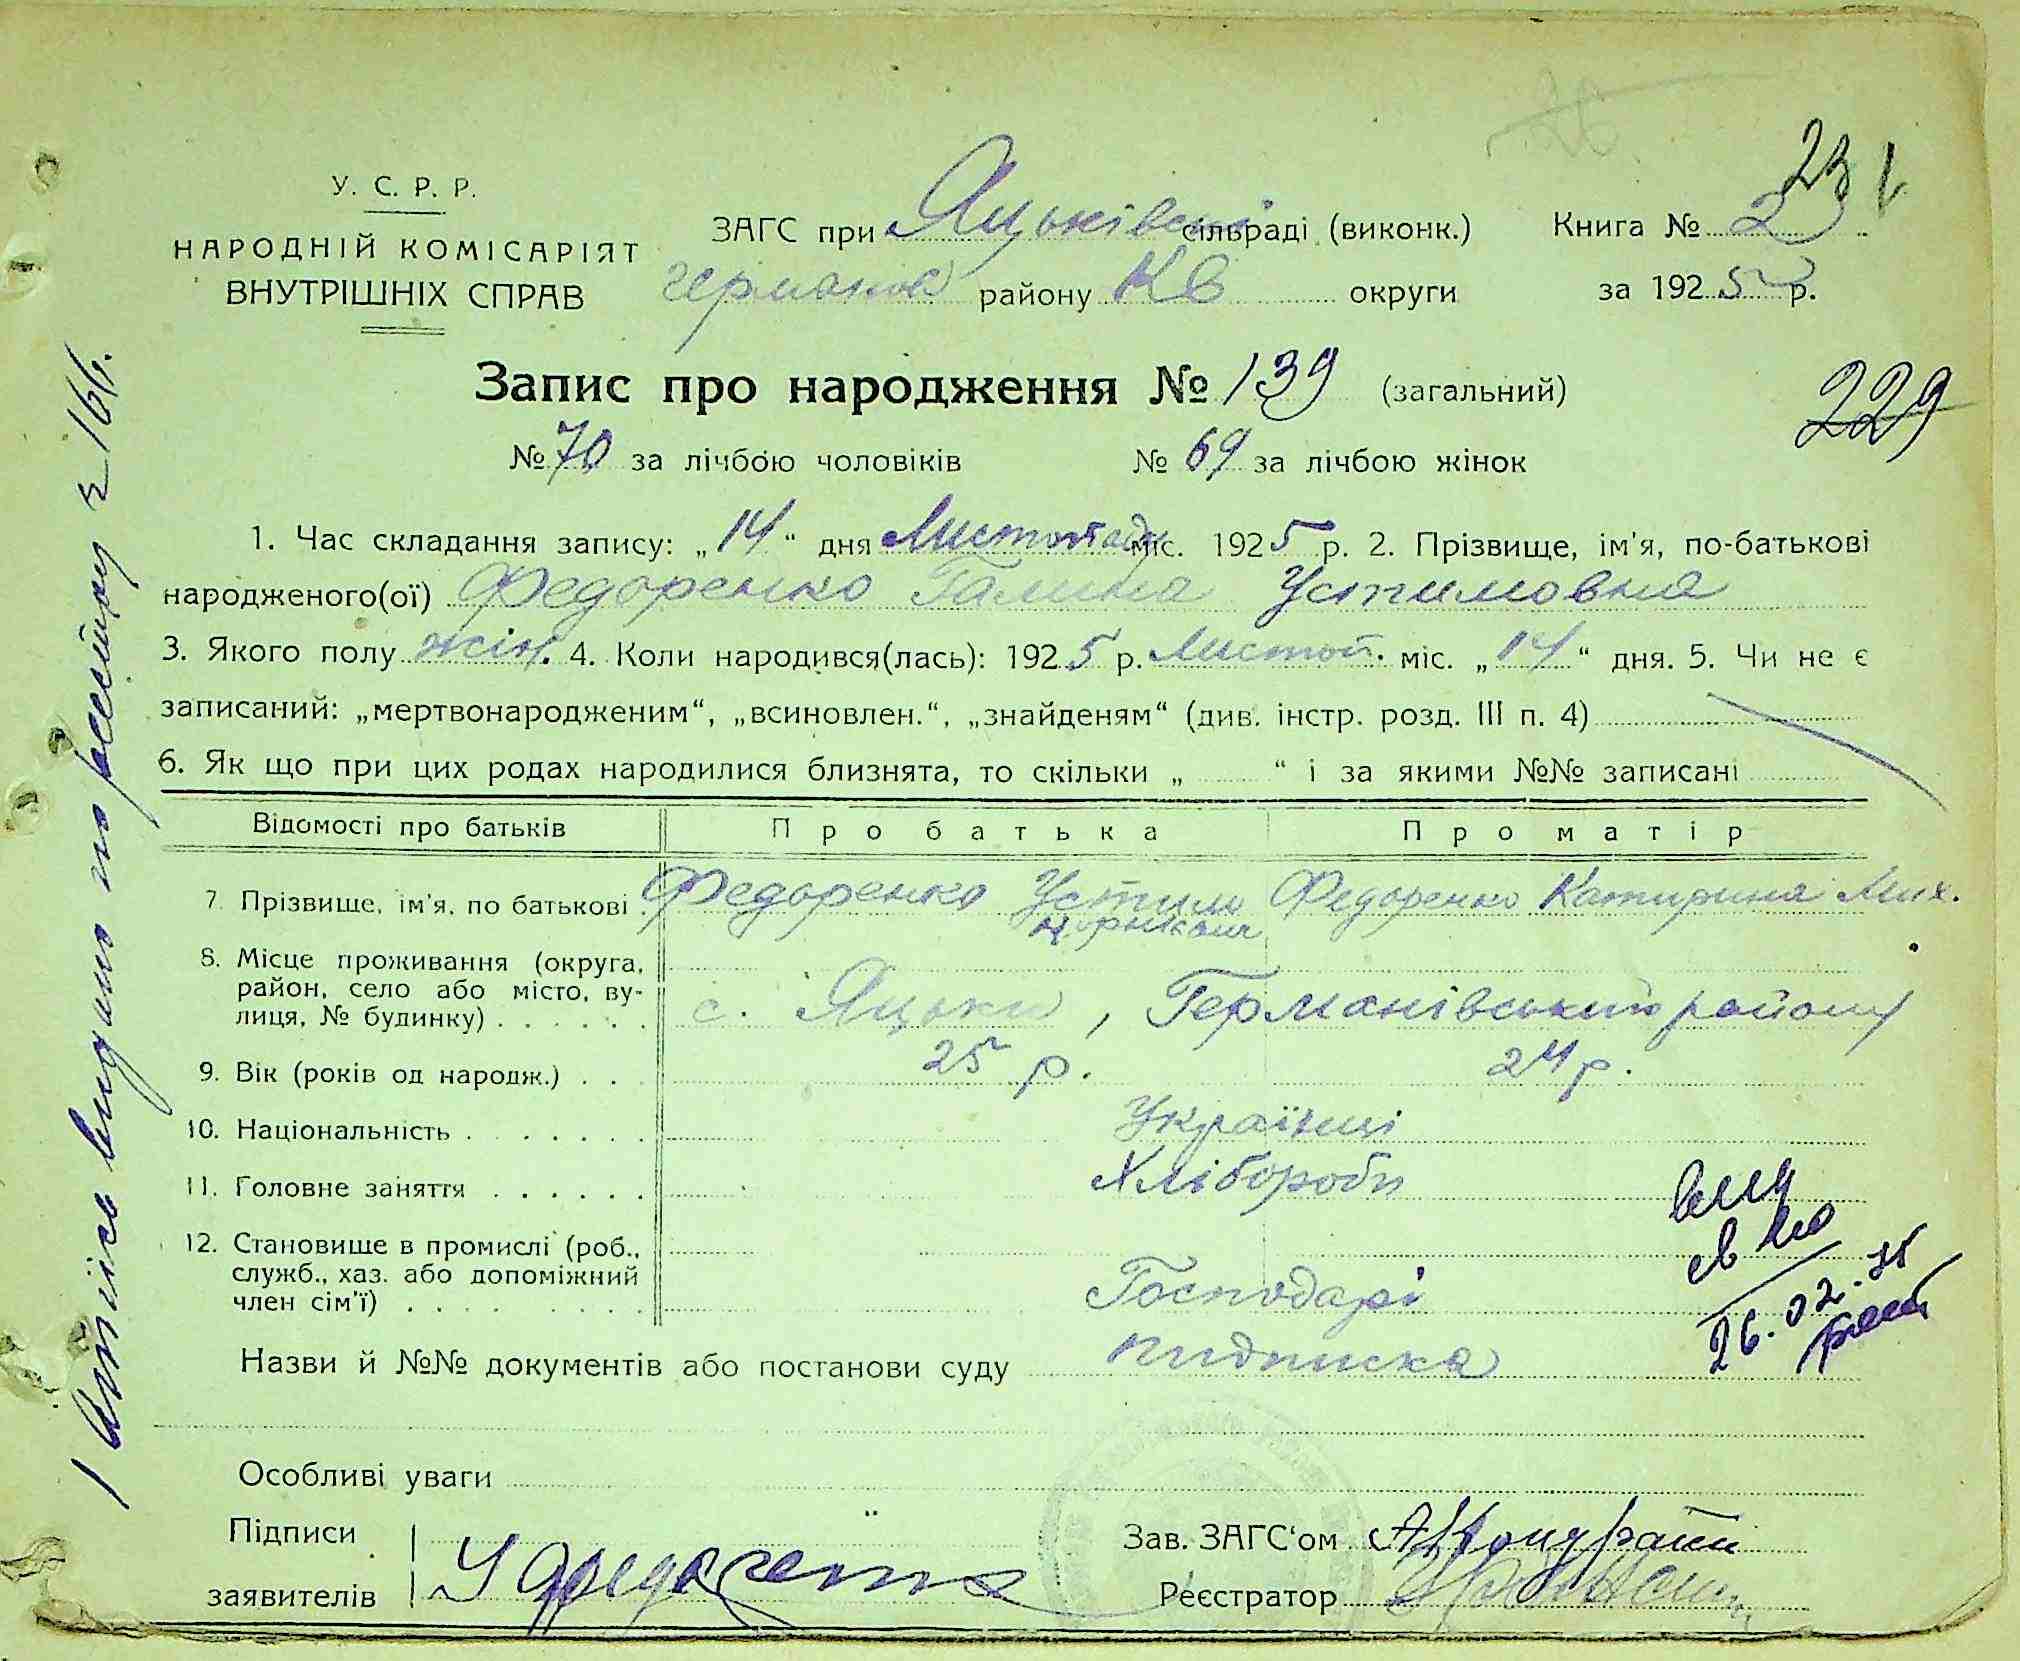 23
У. С. Р. Р.
НАРОДНІЙ КОМІСАРІЯТ
ВНУТРІШНІХ СПРАВ
ЗАГС при Яцьківськ сільраді (виконк.)
Книга № 2
Германов району Кв округи
за 1925 р.
Запис про народження № 139 (загальний)
229
№ 70 за лічбою чоловіків № 69 за лічбою жінок
1. Час складання запису: „14“ дня Листопада міс. 1925 р. 2. Прізвище, ім'я, по-батькові
народженого(ої) Федоренко Галина Устимовна
3. Якого полу жін. 4. Коли народився(лась): 1925 р. Листоп. міс. „14“ дня. 5. Чи не є
записаний: „мертвонародженим“, „всиновлен.“, „знайденям“ (див. інстр. розд. III п. 4)
6. Як що при цих родах народилися близнята, то скільки „ “ і за якими №№ записані
Відомості про батьків Про батька Про матір
7. Прізвище, ім'я, по батькові Федоренко Устим Федоренко Катирина Мих.
8. Місце проживання (округа,
район, село або місто, ву-
лиця, № будинку) с. Яцьки, Германівського району
9. Вік (років од народж.) 25 р. 24 р.
10. Національність Українці
11. Головне заняття Хлібороби
12. Становище в промислі (роб.,
служб., хаз. або допоміжний
член сім'ї) Господарі
26.02.
Назви й №№ документів або постанови суду підписка
Особливі уваги
Підписи
заявителів У Федоренко
Зав. ЗАГС'ом
Реєстратор